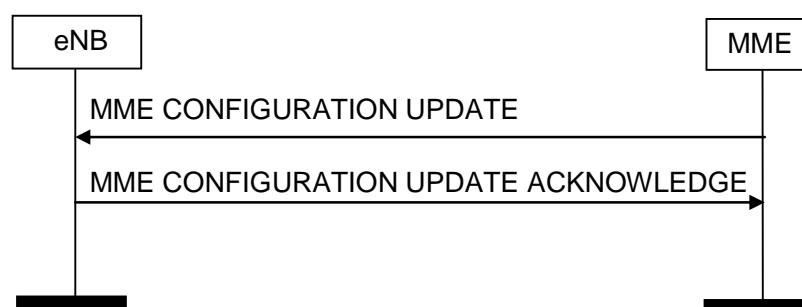 eNB
MME
MME CONFIGURATION UPDATE
MME CONFIGURATION UPDATE ACKNOWLEDGE